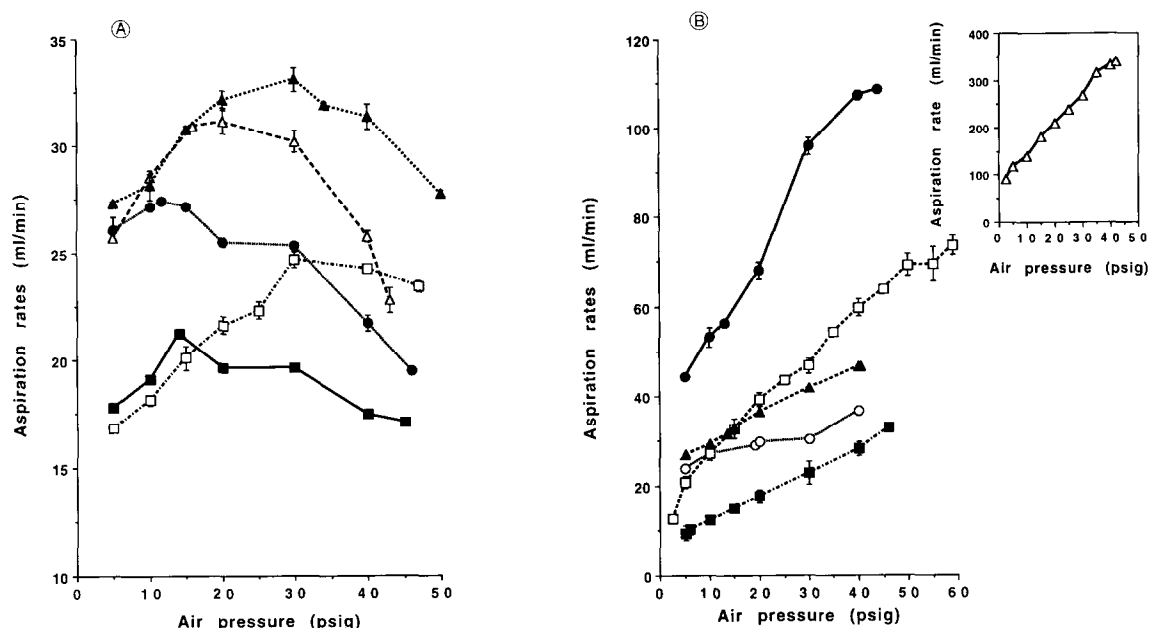 A
35
30
25
20
17.5
15
10
Aspiration rates (ml/min)
0 10 20 30 40 50
Air pressure (psig)
B
120
100
80
60
40
20
0
Aspiration rates (ml/min)
0 10 20 30 40 50 60
Air pressure (psig)
400
300
200
100
0
Aspiration rate (ml/min)
0 10 20 30 40 50
Air pressure (psig)